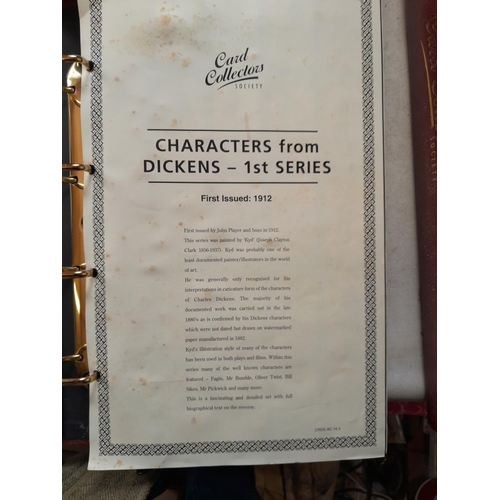 Card
Collectors
SOCIETY
CHARACTERS from
DICKENS – 1st SERIES
First Issued: 1912
First issued by John Player and Sons in 1912.
This series was painted by 'Kyd' (Joseph Clayton
Clark 1856-1937). Kyd was probably one of the
least documented painter/illustrators in the world
of art.
He was generally only recognised for his
interpretations in caricature form of the characters
of Charles Dickens. The majority of his
documented work was carried out in the late
1880's as is confirmed by his Dickens characters
which were not dated but drawn on watermarked
paper manufactured in 1882.
Kyd's illustration style of many of the characters
has been used in both plays and films. Within this
series many of the well known characters are
featured – Fagin, Mr Bumble, Oliver Twist, Bill
Sikes, Mr Pickwick and many more.
This is a fascinating and detailed set with full
biographical text on the reverse.